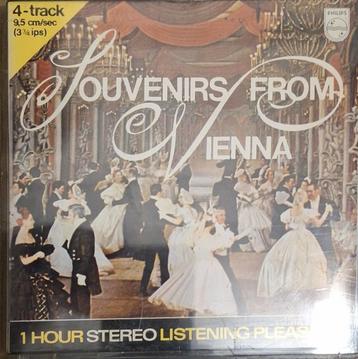 4-track
9,5 cm/sec
(3¾ ips)
PHILIPS
SOUVENIRS FROM
VIENNA
1 HOUR STEREO LISTENING PLEAS